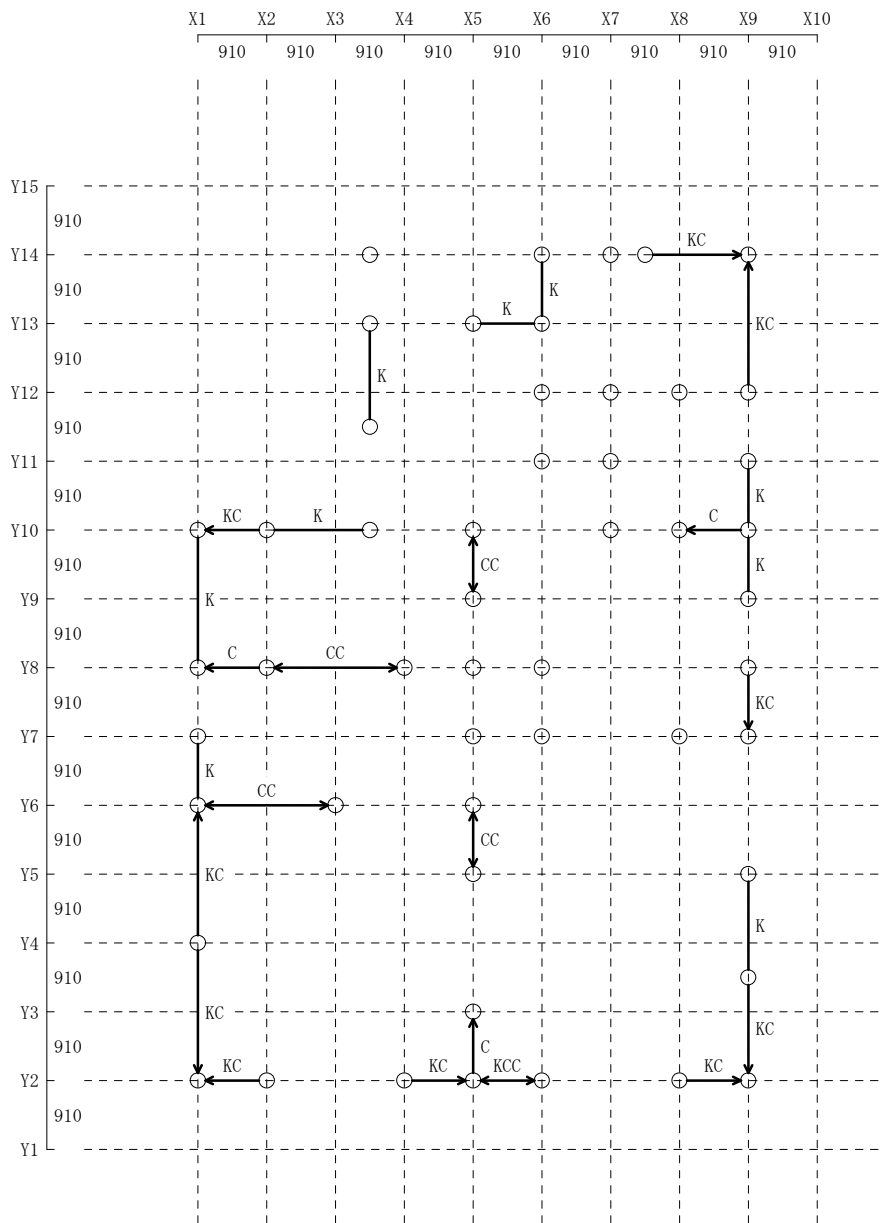 X1 X2 X3 X4 X5 X6 X7 X8 X9 X10
910 910 910 910 910 910 910 910 910
Y15
910
Y14 KC
910 K
Y13 K KC
910
K
Y12
910
Y11
910 K
Y10 KC K C
910 CC K
Y9
K
910
Y8 C CC
910 KC
Y7
910 K
CC
Y6
910 CC
Y5
KC
910 K
Y4
910
Y3 KC KC
910 C
KC KC KCC KC
Y2
910
Y1